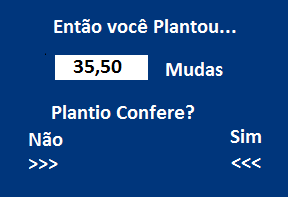 Então você Plantou...
35,50 Mudas
Plantio Confere?
Não Sim
>>> <<<